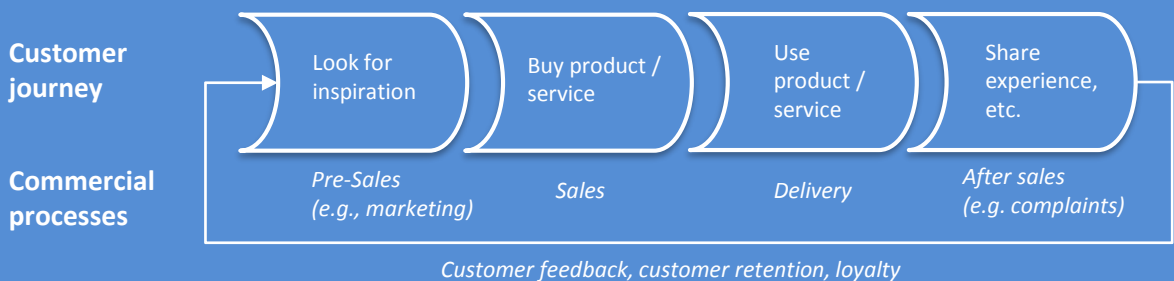 Customer
journey
Look for
inspiration
Buy product /
service
Use
product /
service
Share
experience,
etc.
Commercial
processes
Pre-Sales
(e.g., marketing)
Sales
Delivery
After sales
(e.g. complaints)
Customer feedback, customer retention, loyalty